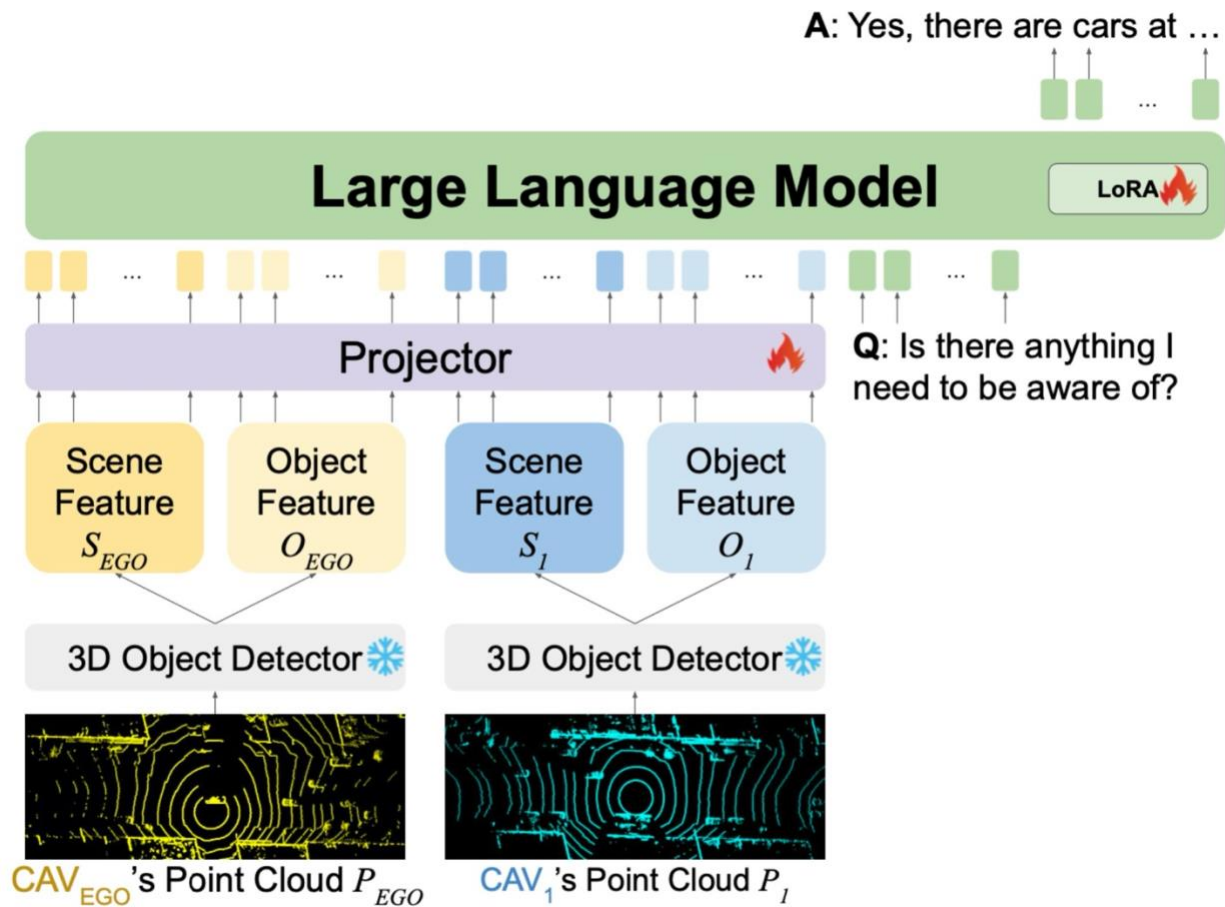 A: Yes, there are cars at …
...
Large Language Model
LoRA
... ... ... ... ...
Projector
Q: Is there anything I
need to be aware of?
Scene
Feature
S_EGO
Object
Feature
O_EGO
Scene
Feature
S_1
Object
Feature
O_1
3D Object Detector
3D Object Detector
CAV_EGO's Point Cloud P_EGO
CAV_1's Point Cloud P_1